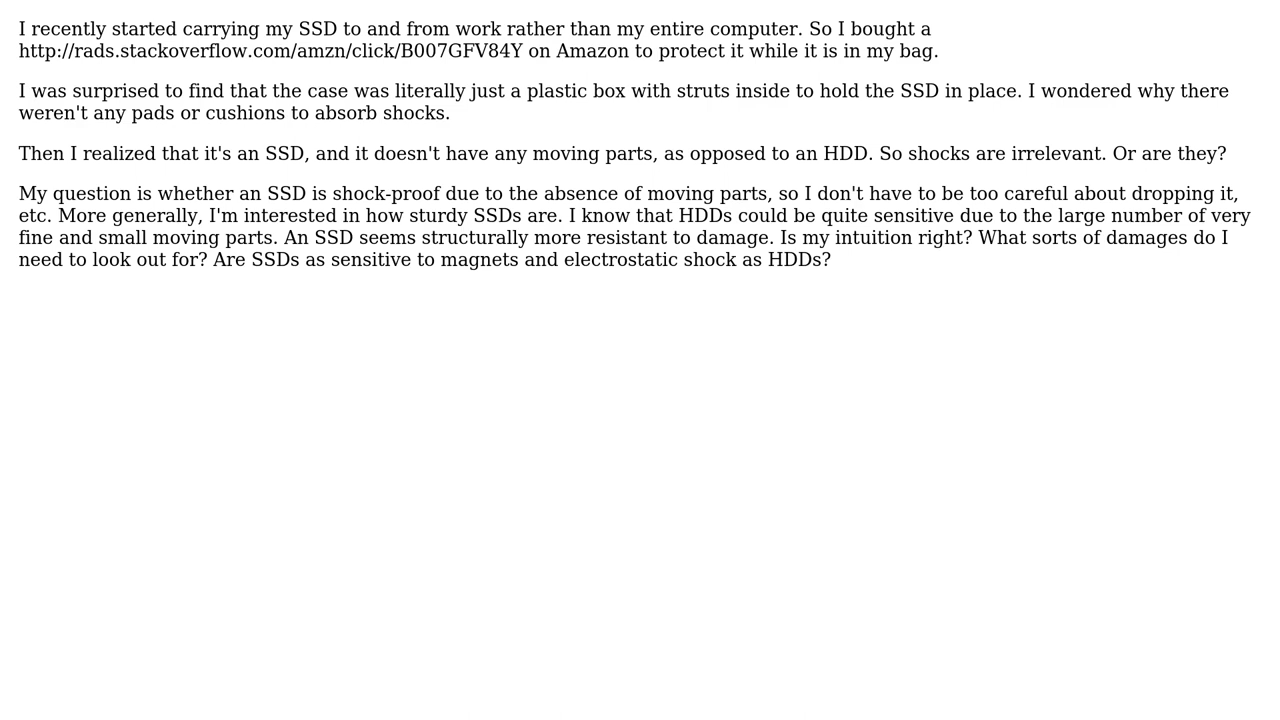 I recently started carrying my SSD to and from work rather than my entire computer. So I bought a
http://rads.stackoverflow.com/amzn/click/B007GFV84Y on Amazon to protect it while it is in my bag.
I was surprised to find that the case was literally just a plastic box with struts inside to hold the SSD in place. I wondered why there
weren't any pads or cushions to absorb shocks.
Then I realized that it's an SSD, and it doesn't have any moving parts, as opposed to an HDD. So shocks are irrelevant. Or are they?
My question is whether an SSD is shock-proof due to the absence of moving parts, so I don't have to be too careful about dropping it,
etc. More generally, I'm interested in how sturdy SSDs are. I know that HDDs could be quite sensitive due to the large number of very
fine and small moving parts. An SSD seems structurally more resistant to damage. Is my intuition right? What sorts of damages do I
need to look out for? Are SSDs as sensitive to magnets and electrostatic shock as HDDs?